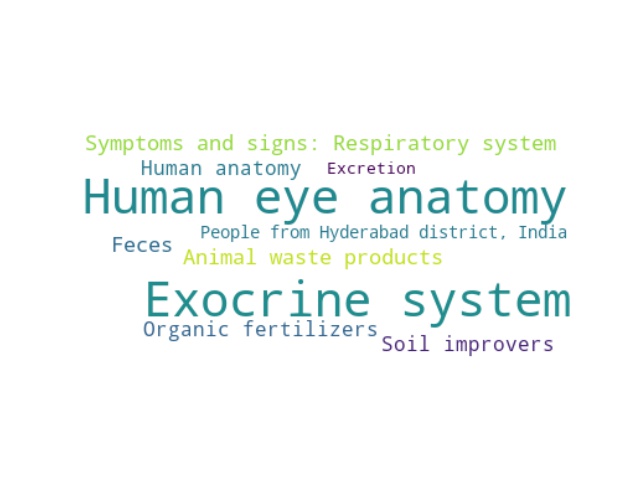 Symptoms and signs: Respiratory system
Human anatomy
Excretion
Human eye anatomy
People from Hyderabad district, India
Feces
Animal waste products
Exocrine system
Organic fertilizers
Soil improvers